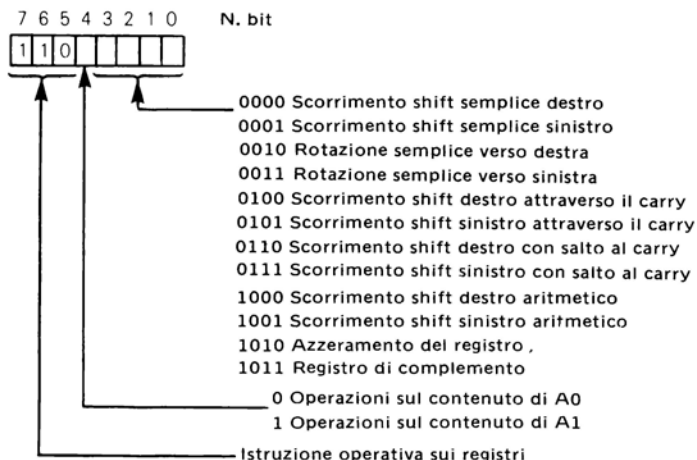 7 6 5 4 3 2 1 0 N. bit
1 1 0
0000 Scorrimento shift semplice destro
0001 Scorrimento shift semplice sinistro
0010 Rotazione semplice verso destra
0011 Rotazione semplice verso sinistra
0100 Scorrimento shift destro attraverso il carry
0101 Scorrimento shift sinistro attraverso il carry
0110 Scorrimento shift destro con salto al carry
0111 Scorrimento shift sinistro con salto al carry
1000 Scorrimento shift destro aritmetico
1001 Scorrimento shift sinistro aritmetico
1010 Azzeramento del registro .
1011 Registro di complemento
0 Operazioni sul contenuto di A0
1 Operazioni sul contenuto di A1
Istruzione operativa sui registri